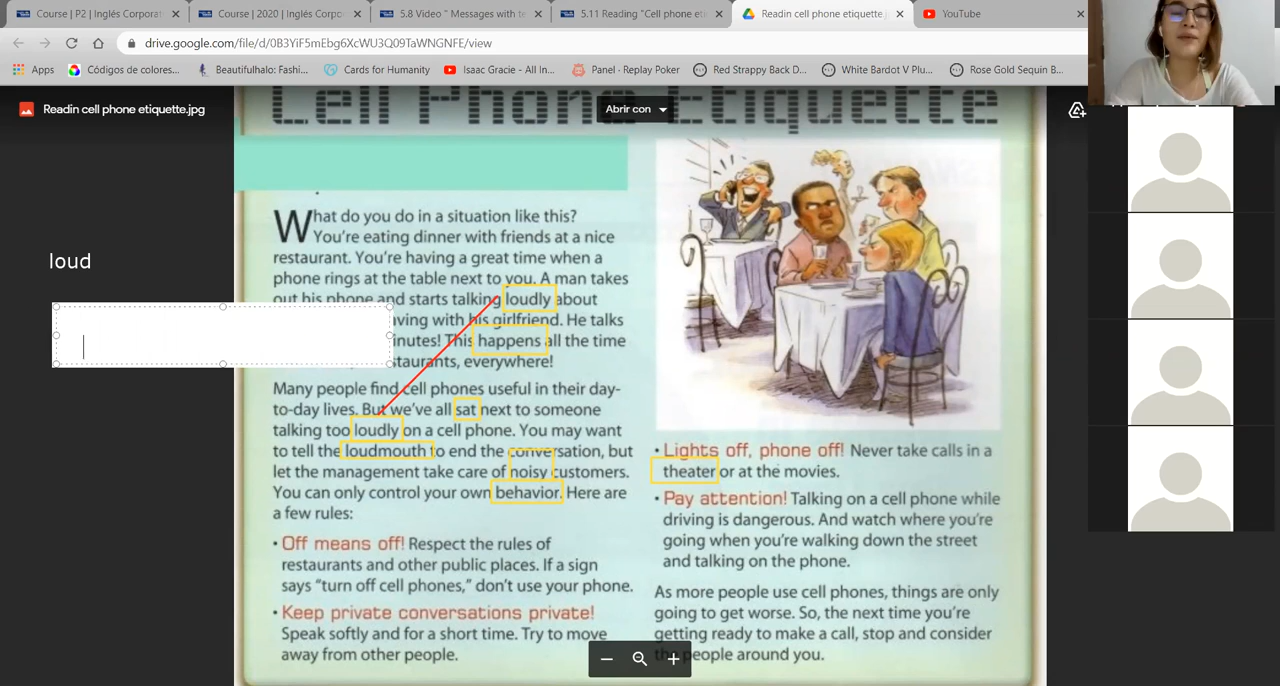 Course | P2 | Inglés Corporat
Course | 2020 | Inglés Corpo
5.8 Video " Messages with te
5.11 Reading "Cell phone eti
Readin cell phone etiquette.j
YouTube
drive.google.com/file/d/0B3YiF5mEbg6XcWU3Q09TaWNGNFE/view
Apps
Códigos de colores...
Beautifulhalo: Fashi...
Cards for Humanity
Isaac Gracie - All In...
Panel · Replay Poker
Red Strappy Back D...
White Bardot V Plu...
Rose Gold Sequin B...
Readin cell phone etiquette.jpg
Abrir con
Cell Phone Etiquette
loud
What do you do in a situation like this?
You're eating dinner with friends at a nice
restaurant. You're having a great time when a
phone rings at the table next to you. A man takes
out his phone and starts talking loudly about
aving with his girlfriend. He talks
inutes! This happens all the time
staurants, everywhere!
Many people find cell phones useful in their day-
to-day lives. But we've all sat next to someone
talking too loudly on a cell phone. You may want
to tell the loudmouth to end the conversation, but
let the management take care of noisy customers.
You can only control your own behavior. Here are
a few rules:
• Off means off! Respect the rules of
restaurants and other public places. If a sign
says "turn off cell phones," don't use your phone.
• Keep private conversations private!
Speak softly and for a short time. Try to move
away from other people.
• Lights off, phone off! Never take calls in a
theater or at the movies.
• Pay attention! Talking on a cell phone while
driving is dangerous. And watch where you're
going when you're walking down the street
and talking on the phone.
As more people use cell phones, things are only
going to get worse. So, the next time you're
getting ready to make a call, stop and consider
the people around you.